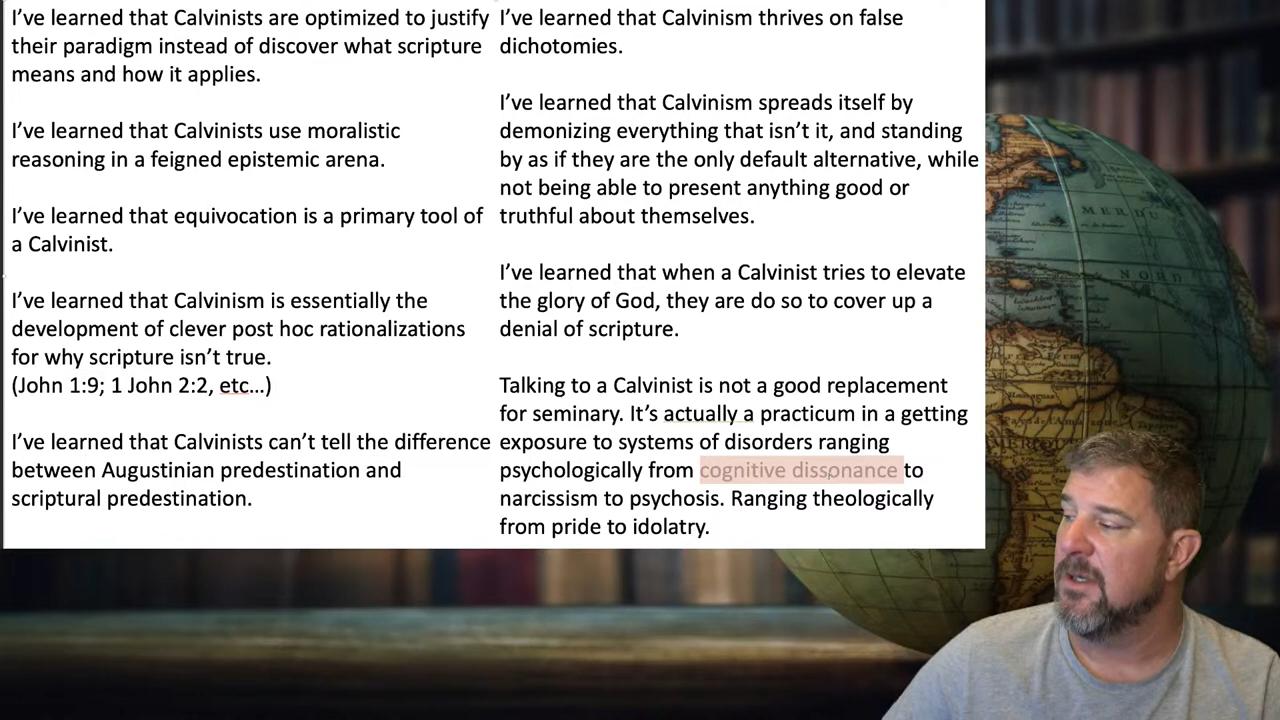 I've learned that Calvinists are optimized to justify
their paradigm instead of discover what scripture
means and how it applies.
I've learned that Calvinists use moralistic
reasoning in a feigned epistemic arena.
I've learned that equivocation is a primary tool of
a Calvinist.
I've learned that Calvinism is essentially the
development of clever post hoc rationalizations
for why scripture isn't true.
(John 1:9; 1 John 2:2, etc...)
I've learned that Calvinists can't tell the difference
between Augustinian predestination and
scriptural predestination.
I've learned that Calvinism thrives on false
dichotomies.
I've learned that Calvinism spreads itself by
demonizing everything that isn't it, and standing
by as if they are the only default alternative, while
not being able to present anything good or
truthful about themselves.
I've learned that when a Calvinist tries to elevate
the glory of God, they are do so to cover up a
denial of scripture.
Talking to a Calvinist is not a good replacement
for seminary. It's actually a practicum in a getting
exposure to systems of disorders ranging
psychologically from cognitive dissonance to
narcissism to psychosis. Ranging theologically
from pride to idolatry.
MER DU
NORD